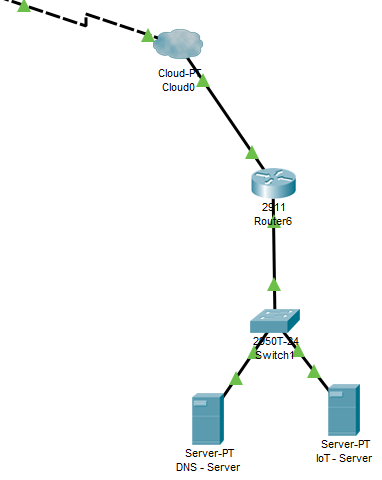 Cloud-PT
Cloud0
2911
Router6
2950T-24
Switch1
Server-PT
DNS - Server
Server-PT
IoT - Server